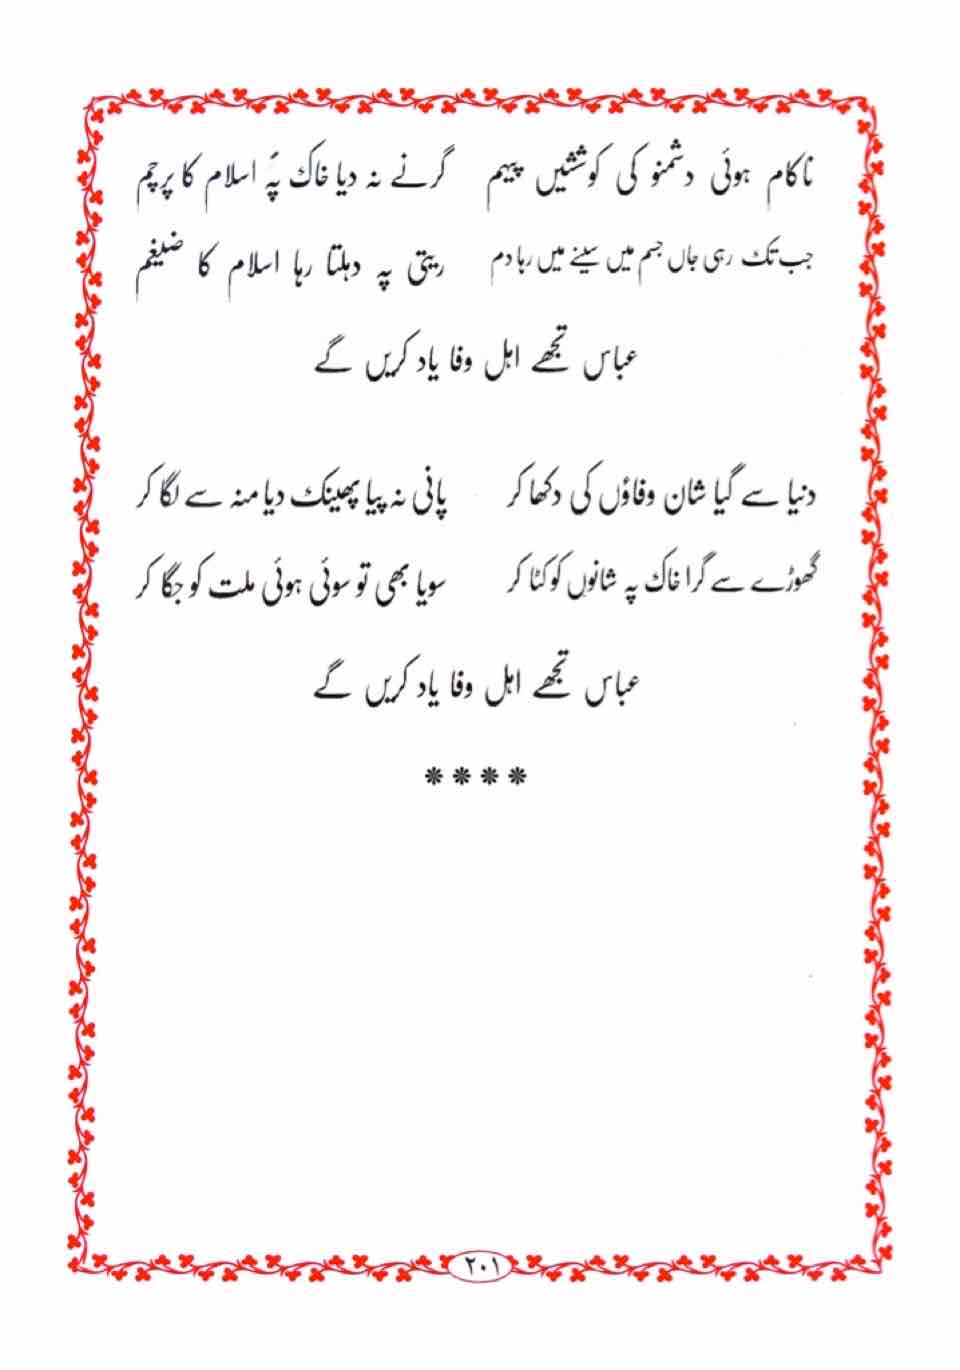 ناکام ہوئی دشمنو کی کوششیں پیہم گرنے نہ دیا خاک پہ اسلام کا پرچم
جب تک رہی جاں جسم میں سینے میں رہا دم ریتی پہ دہلتا رہا اسلام کا ضیغم
عباس تجھے اہل وفا یاد کریں گے
دنیا سے گیا شان وفاؤں کی دکھا کر پانی نہ پیا پھینک دیا منہ سے لگا کر
گھوڑے سے گرا خاک پہ شانوں کو کٹا کر سویا بھی تو سوئی ہوئی ملت کو جگا کر
عباس تجھے اہل وفا یاد کریں گے
****
۲۰۱